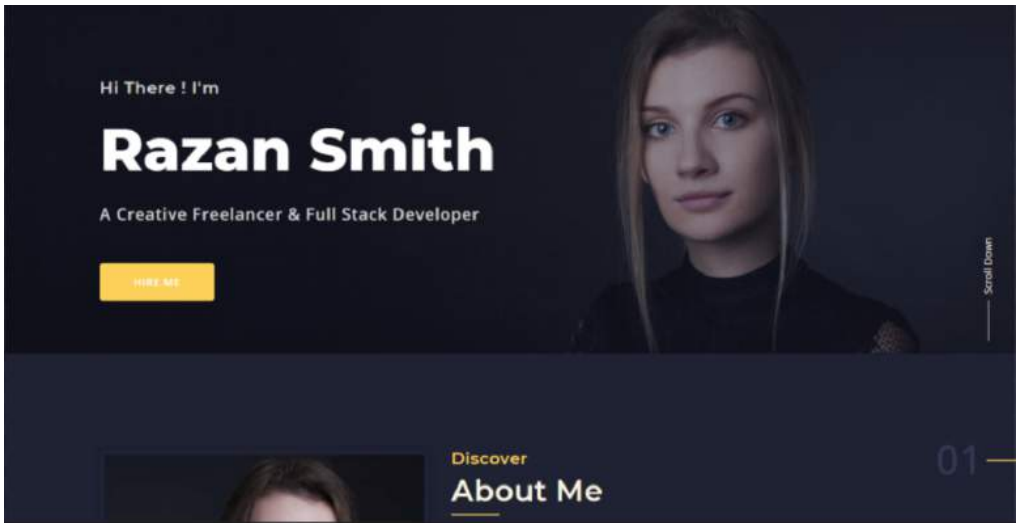 Hi There ! I'm
Razan Smith
A Creative Freelancer & Full Stack Developer
HIRE ME
Scroll Down
Discover
About Me
01